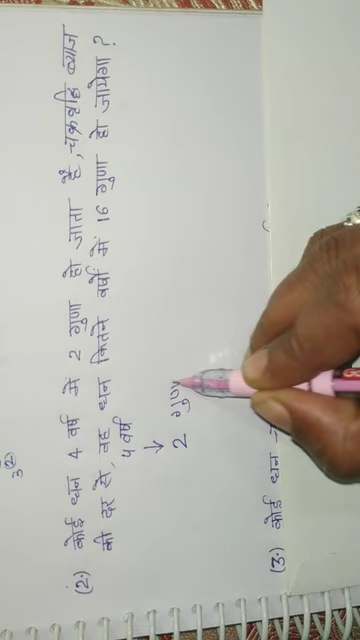 (2.) कोई धन 4 वर्ष में 2 गुणा हो जाता है, चक्रवृद्धि ब्याज
की दर से, वह धन कितने वर्षों में 16 गुणा हो जायेगा ?
4 वर्ष
↓
2 गुणा
(3.) कोई धन